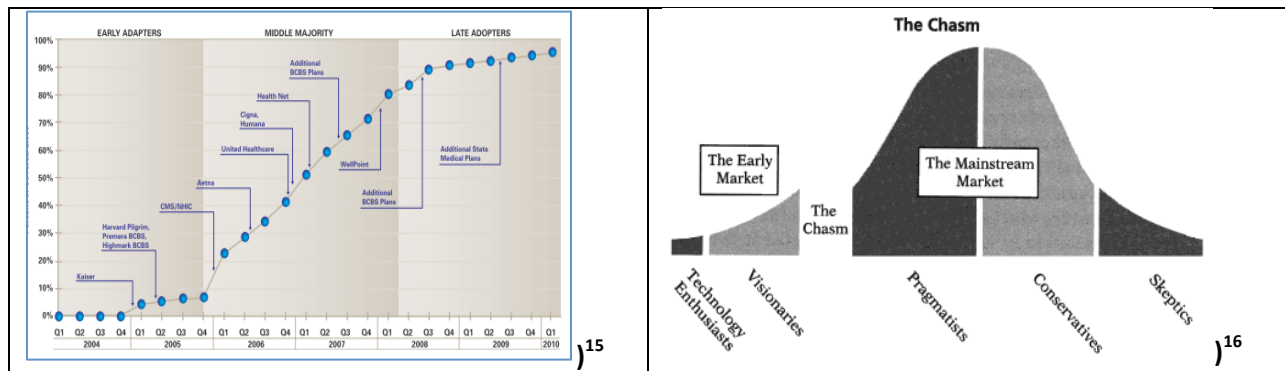 EARLY ADAPTERS
MIDDLE MAJORITY
LATE ADOPTERS
100%
90%
80%
70%
60%
50%
40%
30%
20%
10%
0%
Kaiser
Harvard Pilgrim,
Premera BCBS,
Highmark BCBS
CMS/NHIC
Aetna
United Healthcare
Cigna,
Humana
Health Net
Additional
BCBS Plans
WellPoint
Additional
BCBS Plans
Additional State
Medical Plans
Q1 Q2 Q3 Q4 Q1 Q2 Q3 Q4 Q1 Q2 Q3 Q4 Q1 Q2 Q3 Q4 Q1 Q2 Q3 Q4 Q1 Q2 Q3 Q4 Q1
2004 2005 2006 2007 2008 2009 2010
)15
The Chasm
The Early
Market
The
Chasm
The Mainstream
Market
Technology
Enthusiasts
Visionaries
Pragmatists
Conservatives
Skeptics
)16